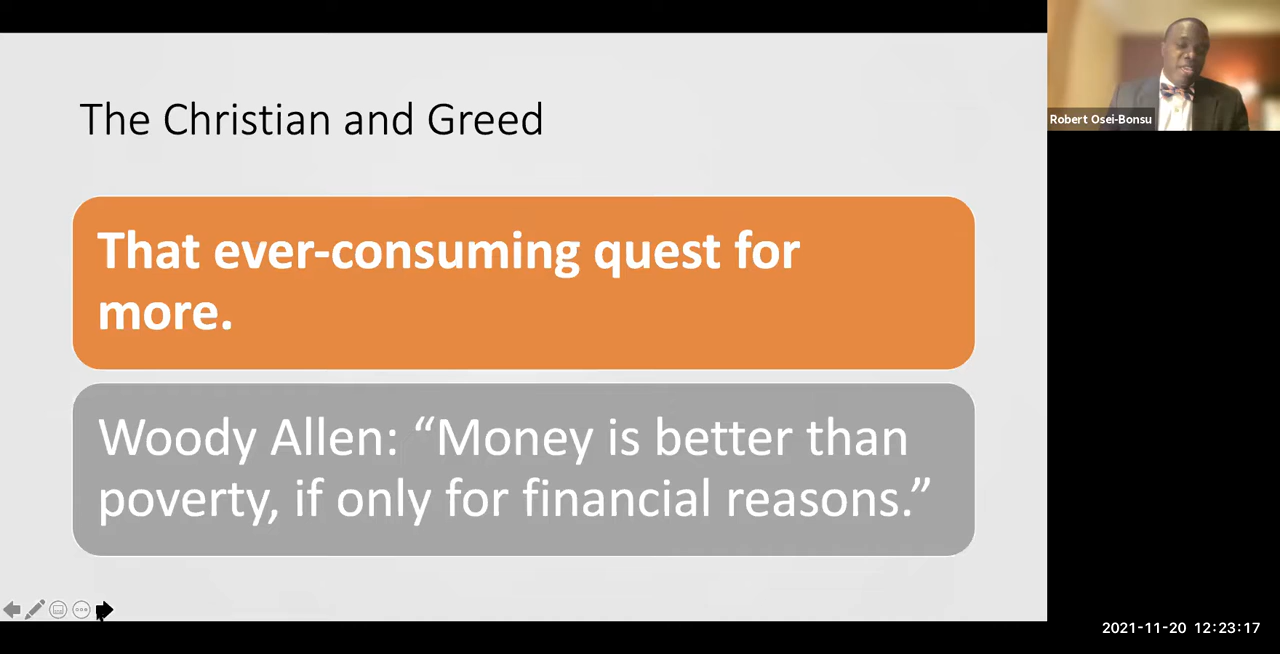 The Christian and Greed
Robert Osei-Bonsu
That ever-consuming quest for
more.
Woody Allen: “Money is better than
poverty, if only for financial reasons.”
2021-11-20 12:23:17